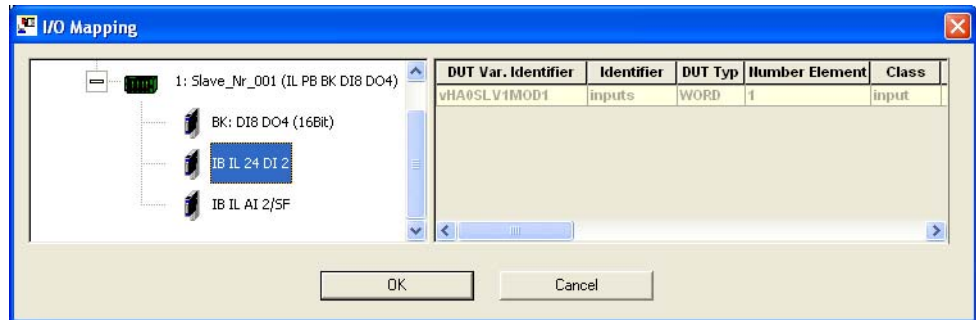 I/O Mapping
1: Slave_Nr_001 (IL PB BK DI8 DO4)
BK: DI8 DO4 (16Bit)
IB IL 24 DI 2
IB IL AI 2/SF
DUT Var. Identifier Identifier DUT Typ Number Element Class
vHA0SLV1MOD1 inputs WORD 1 input
OK Cancel